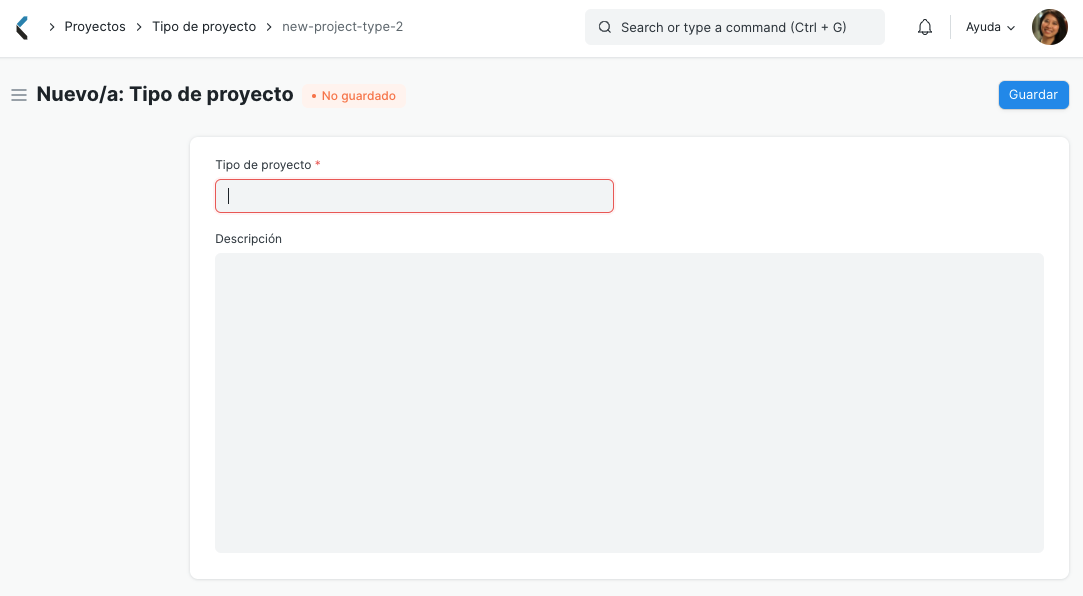 Proyectos Tipo de proyecto new-project-type-2 Search or type a command (Ctrl + G) Ayuda
Nuevo/a: Tipo de proyecto • No guardado Guardar
Tipo de proyecto *
Descripción